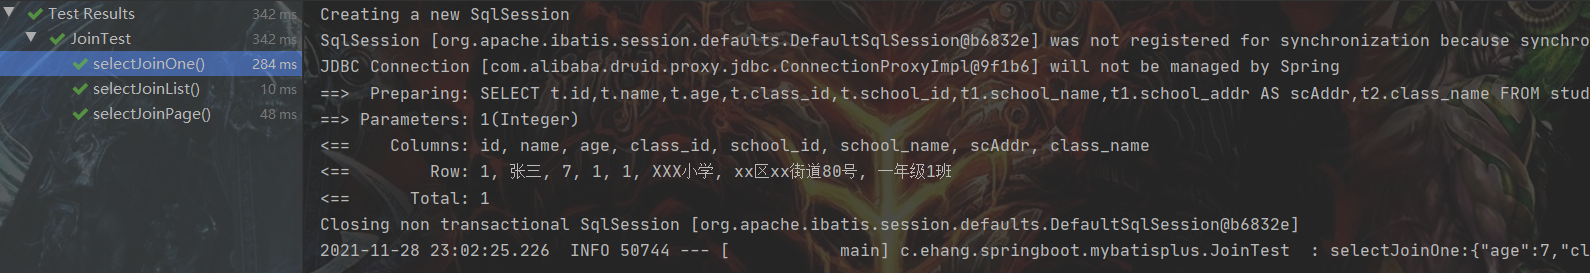 Test Results 342 ms
JoinTest 342 ms
selectJoinOne() 284 ms
selectJoinList() 10 ms
selectJoinPage() 48 ms
Creating a new SqlSession
SqlSession [org.apache.ibatis.session.defaults.DefaultSqlSession@b6832e] was not registered for synchronization because synchro
JDBC Connection [com.alibaba.druid.proxy.jdbc.ConnectionProxyImpl@9f1b6] will not be managed by Spring
==>  Preparing: SELECT t.id,t.name,t.age,t.class_id,t.school_id,t1.school_name,t1.school_addr AS scAddr,t2.class_name FROM stud
==> Parameters: 1(Integer)
<==    Columns: id, name, age, class_id, school_id, school_name, scAddr, class_name
<==        Row: 1, 张三, 7, 1, 1, XXX小学, xx区xx街道80号, 一年级1班
<==      Total: 1
Closing non transactional SqlSession [org.apache.ibatis.session.defaults.DefaultSqlSession@b6832e]
2021-11-28 23:02:25.226  INFO 50744 --- [           main] c.ehang.springboot.mybatisplus.JoinTest  : selectJoinOne:{"age":7,"cl